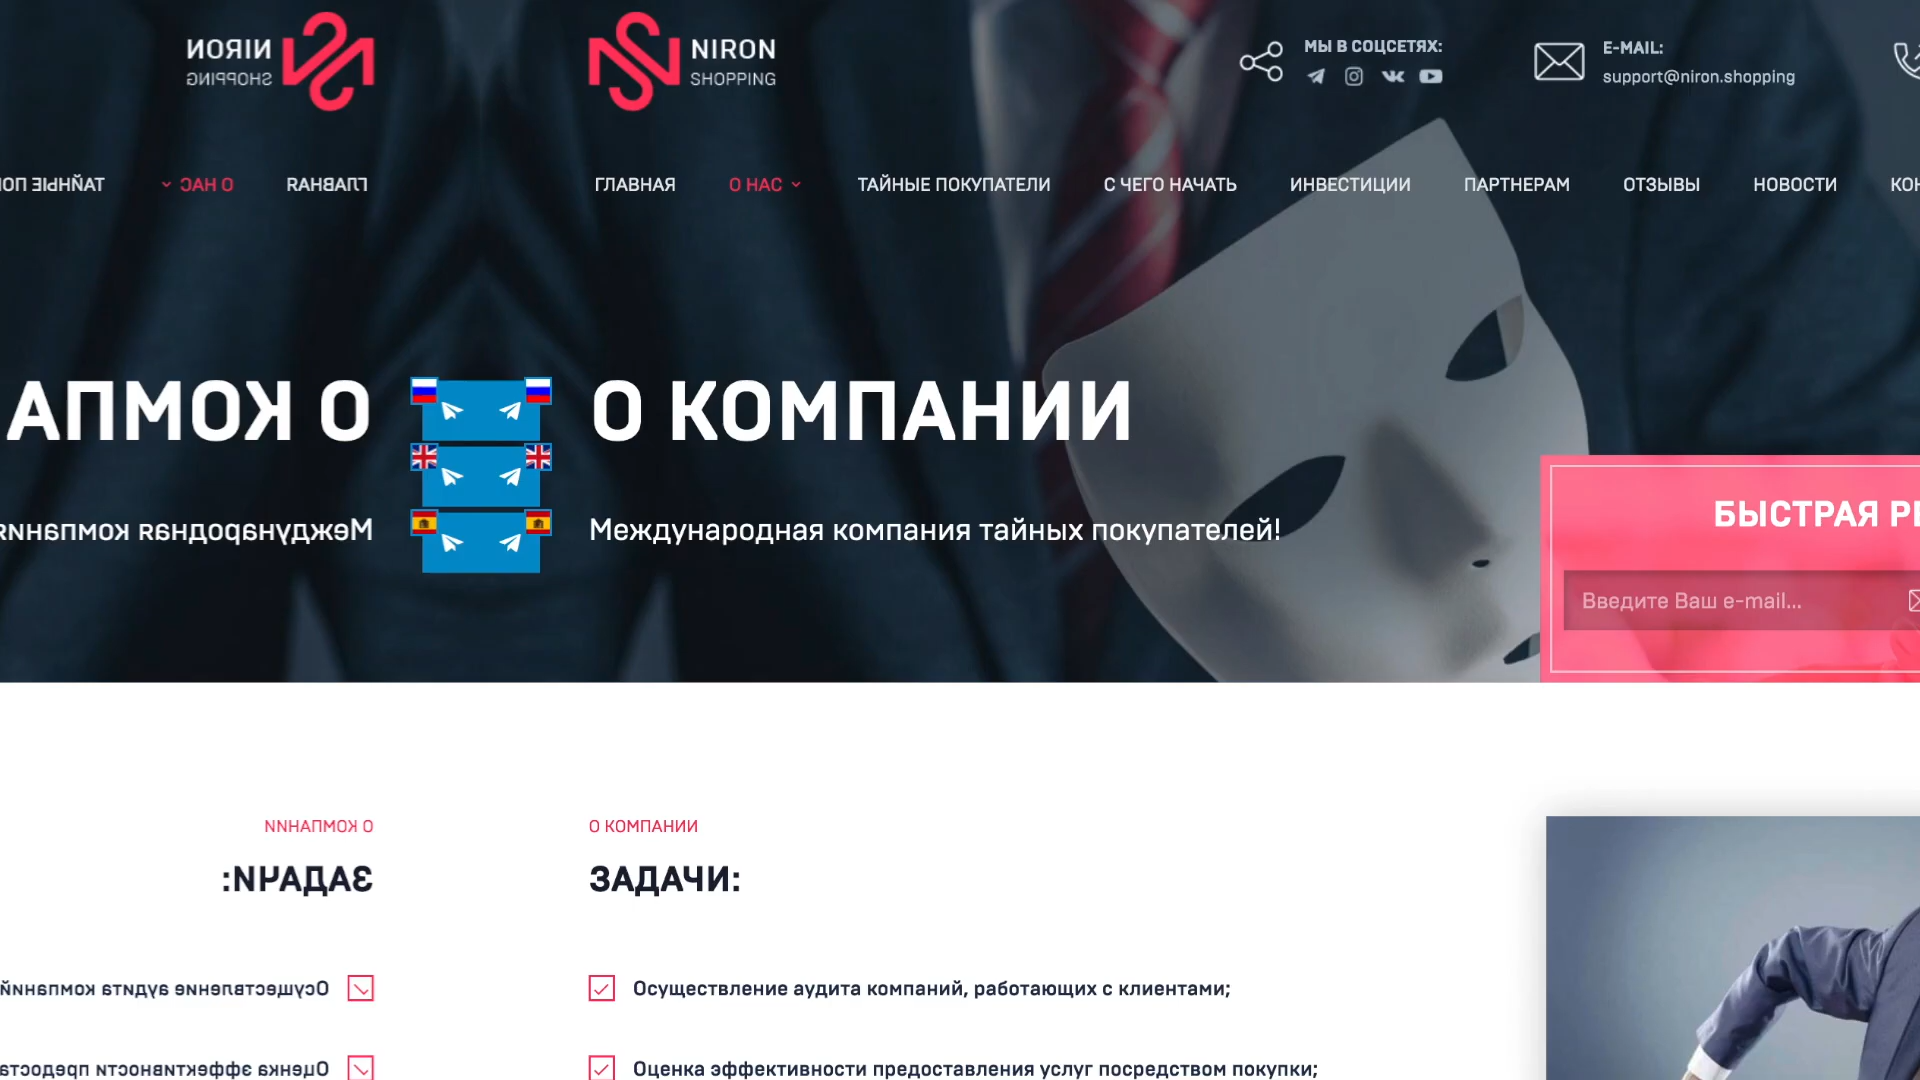 NIRON
SHOPPING
МЫ В СОЦСЕТЯХ:
E-MAIL:
support@niron.shopping
ГЛАВНАЯ
О НАС
ТАЙНЫЕ ПОКУПАТЕЛИ
С ЧЕГО НАЧАТЬ
ИНВЕСТИЦИИ
ПАРТНЕРАМ
ОТЗЫВЫ
НОВОСТИ
О КОМПАНИИ
Международная компания тайных покупателей!
БЫСТРАЯ
Введите Ваш e-mail...
О КОМПАНИИ
ЗАДАЧИ:
Осуществление аудита компаний, работающих с клиентами;
Оценка эффективности предоставления услуг посредством покупки;